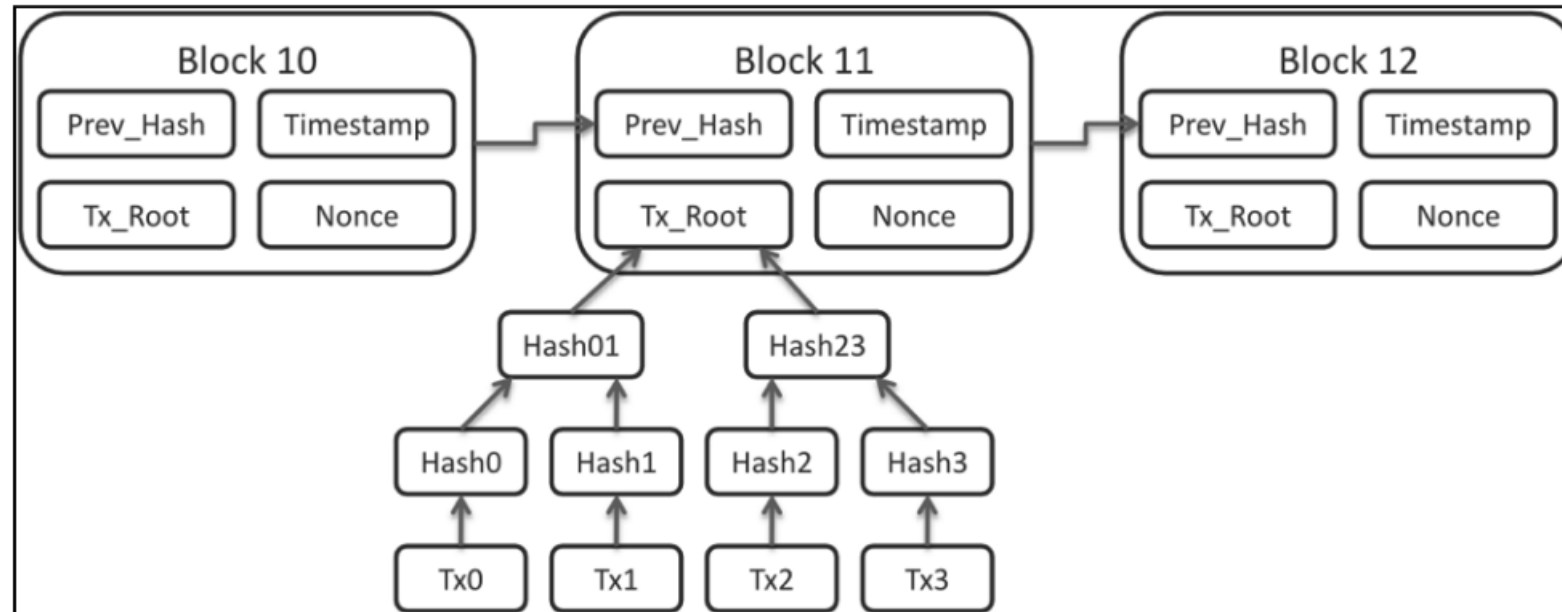 Block 10
Block 11
Block 12
Prev_Hash Timestamp
Prev_Hash Timestamp
Prev_Hash Timestamp
Tx_Root Nonce
Tx_Root Nonce
Tx_Root Nonce
Hash01 Hash23
Hash0 Hash1 Hash2 Hash3
Tx0 Tx1 Tx2 Tx3